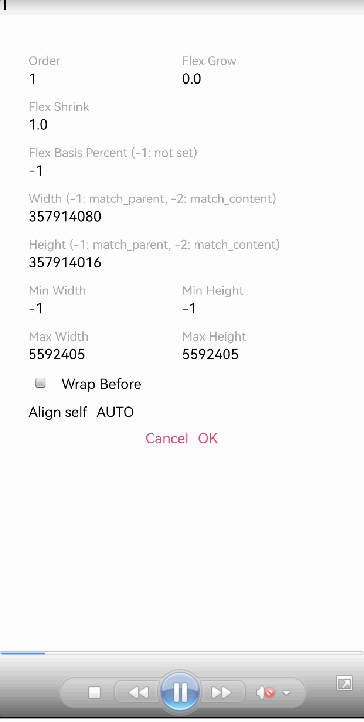 1
Order Flex Grow
1 0.0
Flex Shrink
1.0
Flex Basis Percent (-1: not set)
-1
Width (-1: match_parent, -2: match_content)
357914080
Height (-1: match_parent, -2: match_content)
357914016
Min Width Min Height
-1 -1
Max Width Max Height
5592405 5592405
Wrap Before
Align self AUTO
Cancel OK